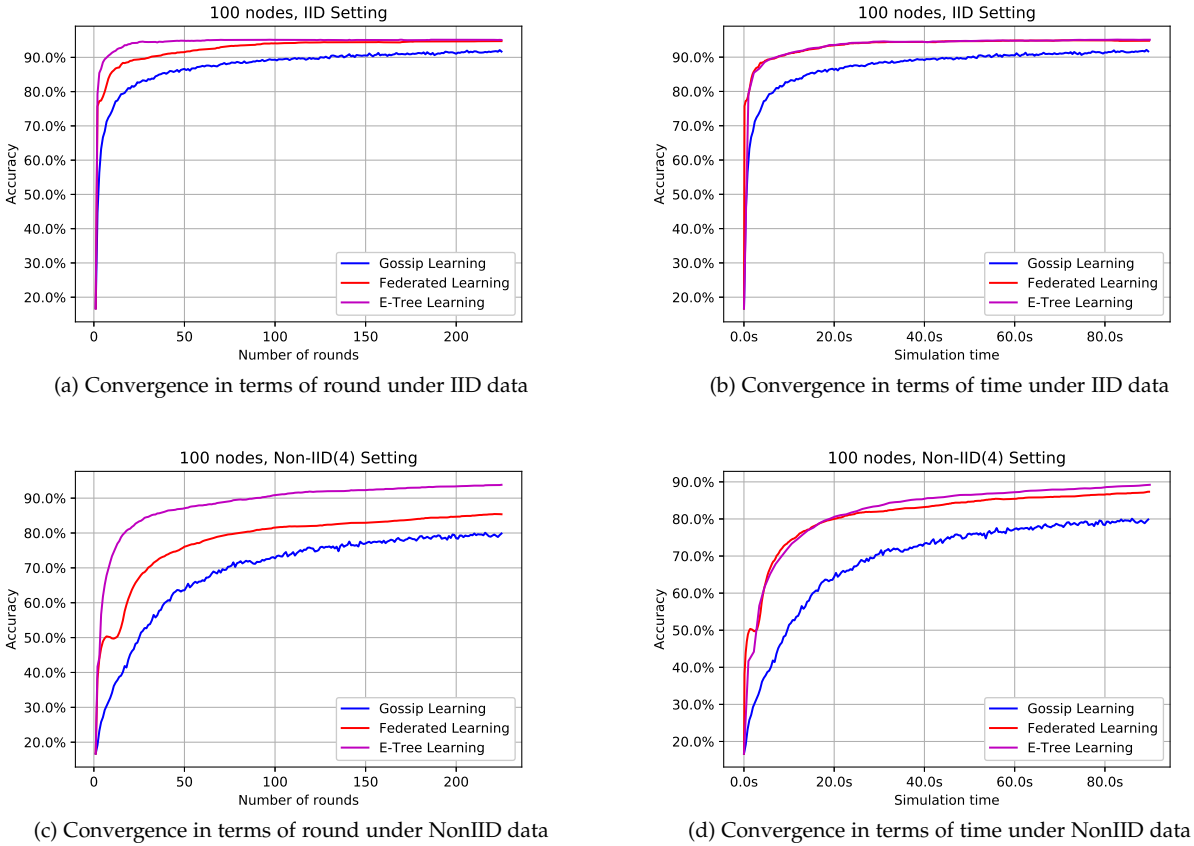 100 nodes, IID Setting
Accuracy
90.0%
80.0%
70.0%
60.0%
50.0%
40.0%
30.0%
20.0%
Gossip Learning
Federated Learning
E-Tree Learning
0 50 100 150 200
Number of rounds
(a) Convergence in terms of round under IID data
100 nodes, IID Setting
Accuracy
90.0%
80.0%
70.0%
60.0%
50.0%
40.0%
30.0%
20.0%
Gossip Learning
Federated Learning
E-Tree Learning
0.0s 20.0s 40.0s 60.0s 80.0s
Simulation time
(b) Convergence in terms of time under IID data
100 nodes, Non-IID(4) Setting
Accuracy
90.0%
80.0%
70.0%
60.0%
50.0%
40.0%
30.0%
20.0%
Gossip Learning
Federated Learning
E-Tree Learning
0 50 100 150 200
Number of rounds
(c) Convergence in terms of round under NonIID data
100 nodes, Non-IID(4) Setting
Accuracy
90.0%
80.0%
70.0%
60.0%
50.0%
40.0%
30.0%
20.0%
Gossip Learning
Federated Learning
E-Tree Learning
0.0s 20.0s 40.0s 60.0s 80.0s
Simulation time
(d) Convergence in terms of time under NonIID data